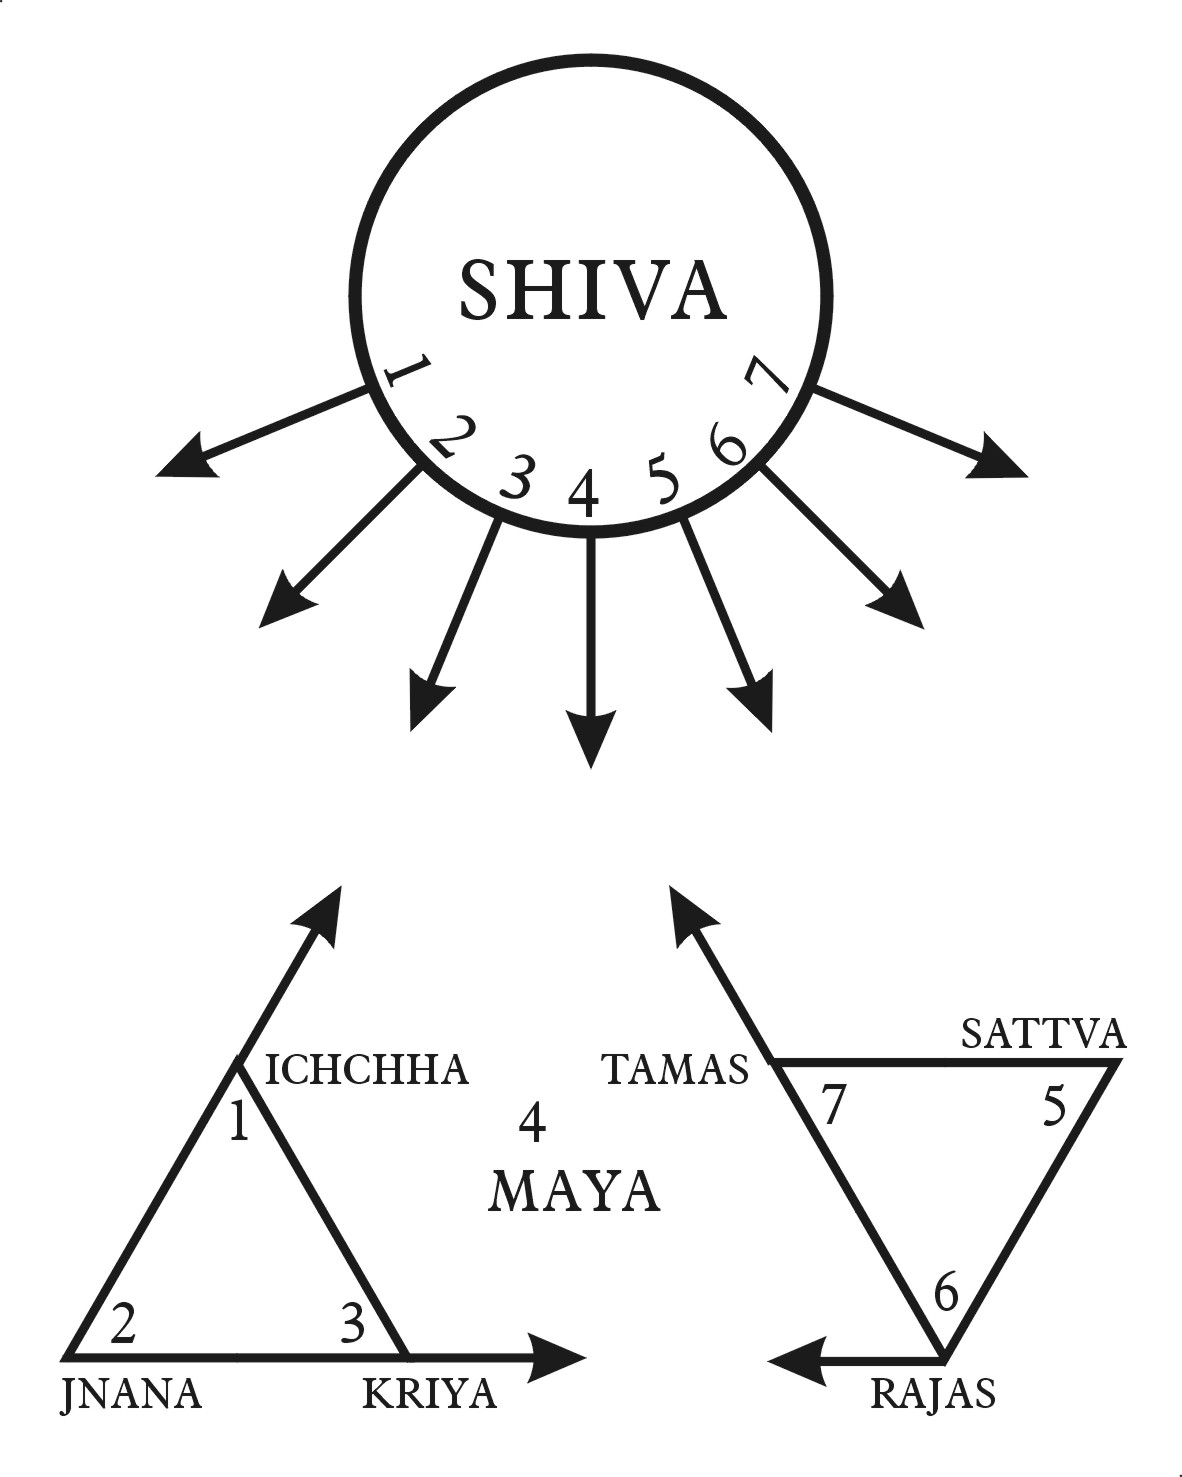 SHIVA
1 2 3 4 5 6 7
SATTVA
ICHCHHA
TAMAS
1
4
7
5
MAYA
6
2
3
JNANA
KRIYA
RAJAS